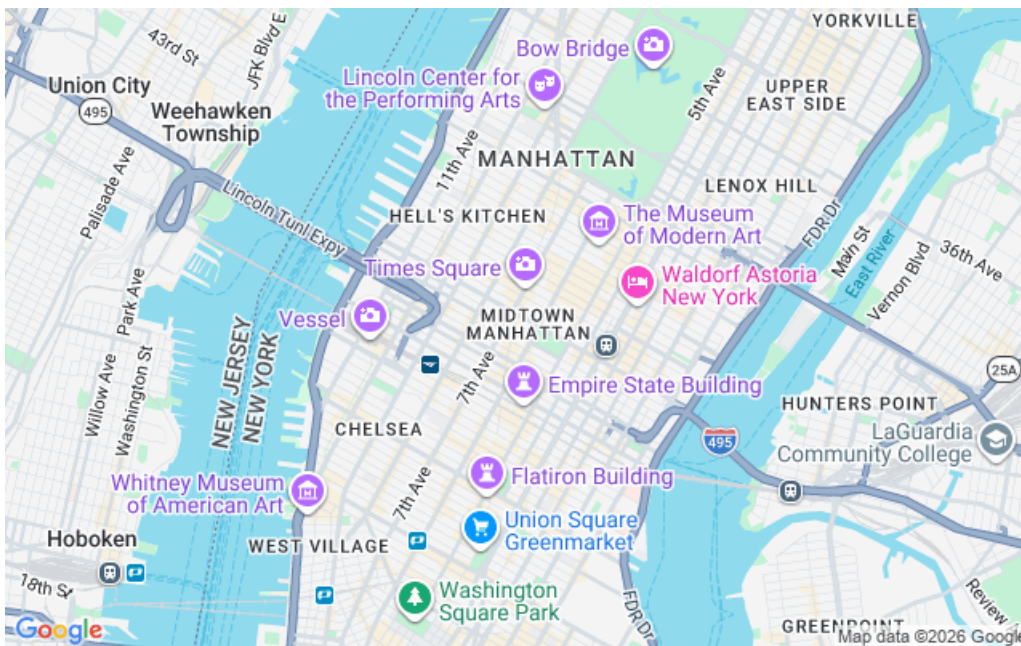 YORKVILLE
43rd St
JFK Blvd E
Bow Bridge
Union City
495
Lincoln Center for
the Performing Arts
5th Ave
UPPER
EAST SIDE
Weehawken
Township
11th Ave
MANHATTAN
Palisade Ave
Lincoln Tunl Expy
LENOX HILL
HELL'S KITCHEN
The Museum
of Modern Art
FDR Dr
Main St
East River
36th Ave
Vernon Blvd
Times Square
Waldorf Astoria
New York
Park Ave
Vessel
MIDTOWN
MANHATTAN
NEW JERSEY
NEW YORK
Willow Ave
Washington St
7th Ave
Empire State Building
25A
HUNTERS POINT
CHELSEA
495
LaGuardia
Community College
Whitney Museum
of American Art
7th Ave
Flatiron Building
Union Square
Greenmarket
Hoboken
WEST VILLAGE
18th St
Washington
Square Park
FDR Dr
Review A
GREENPOINT
Google
Map data ©2026 Google